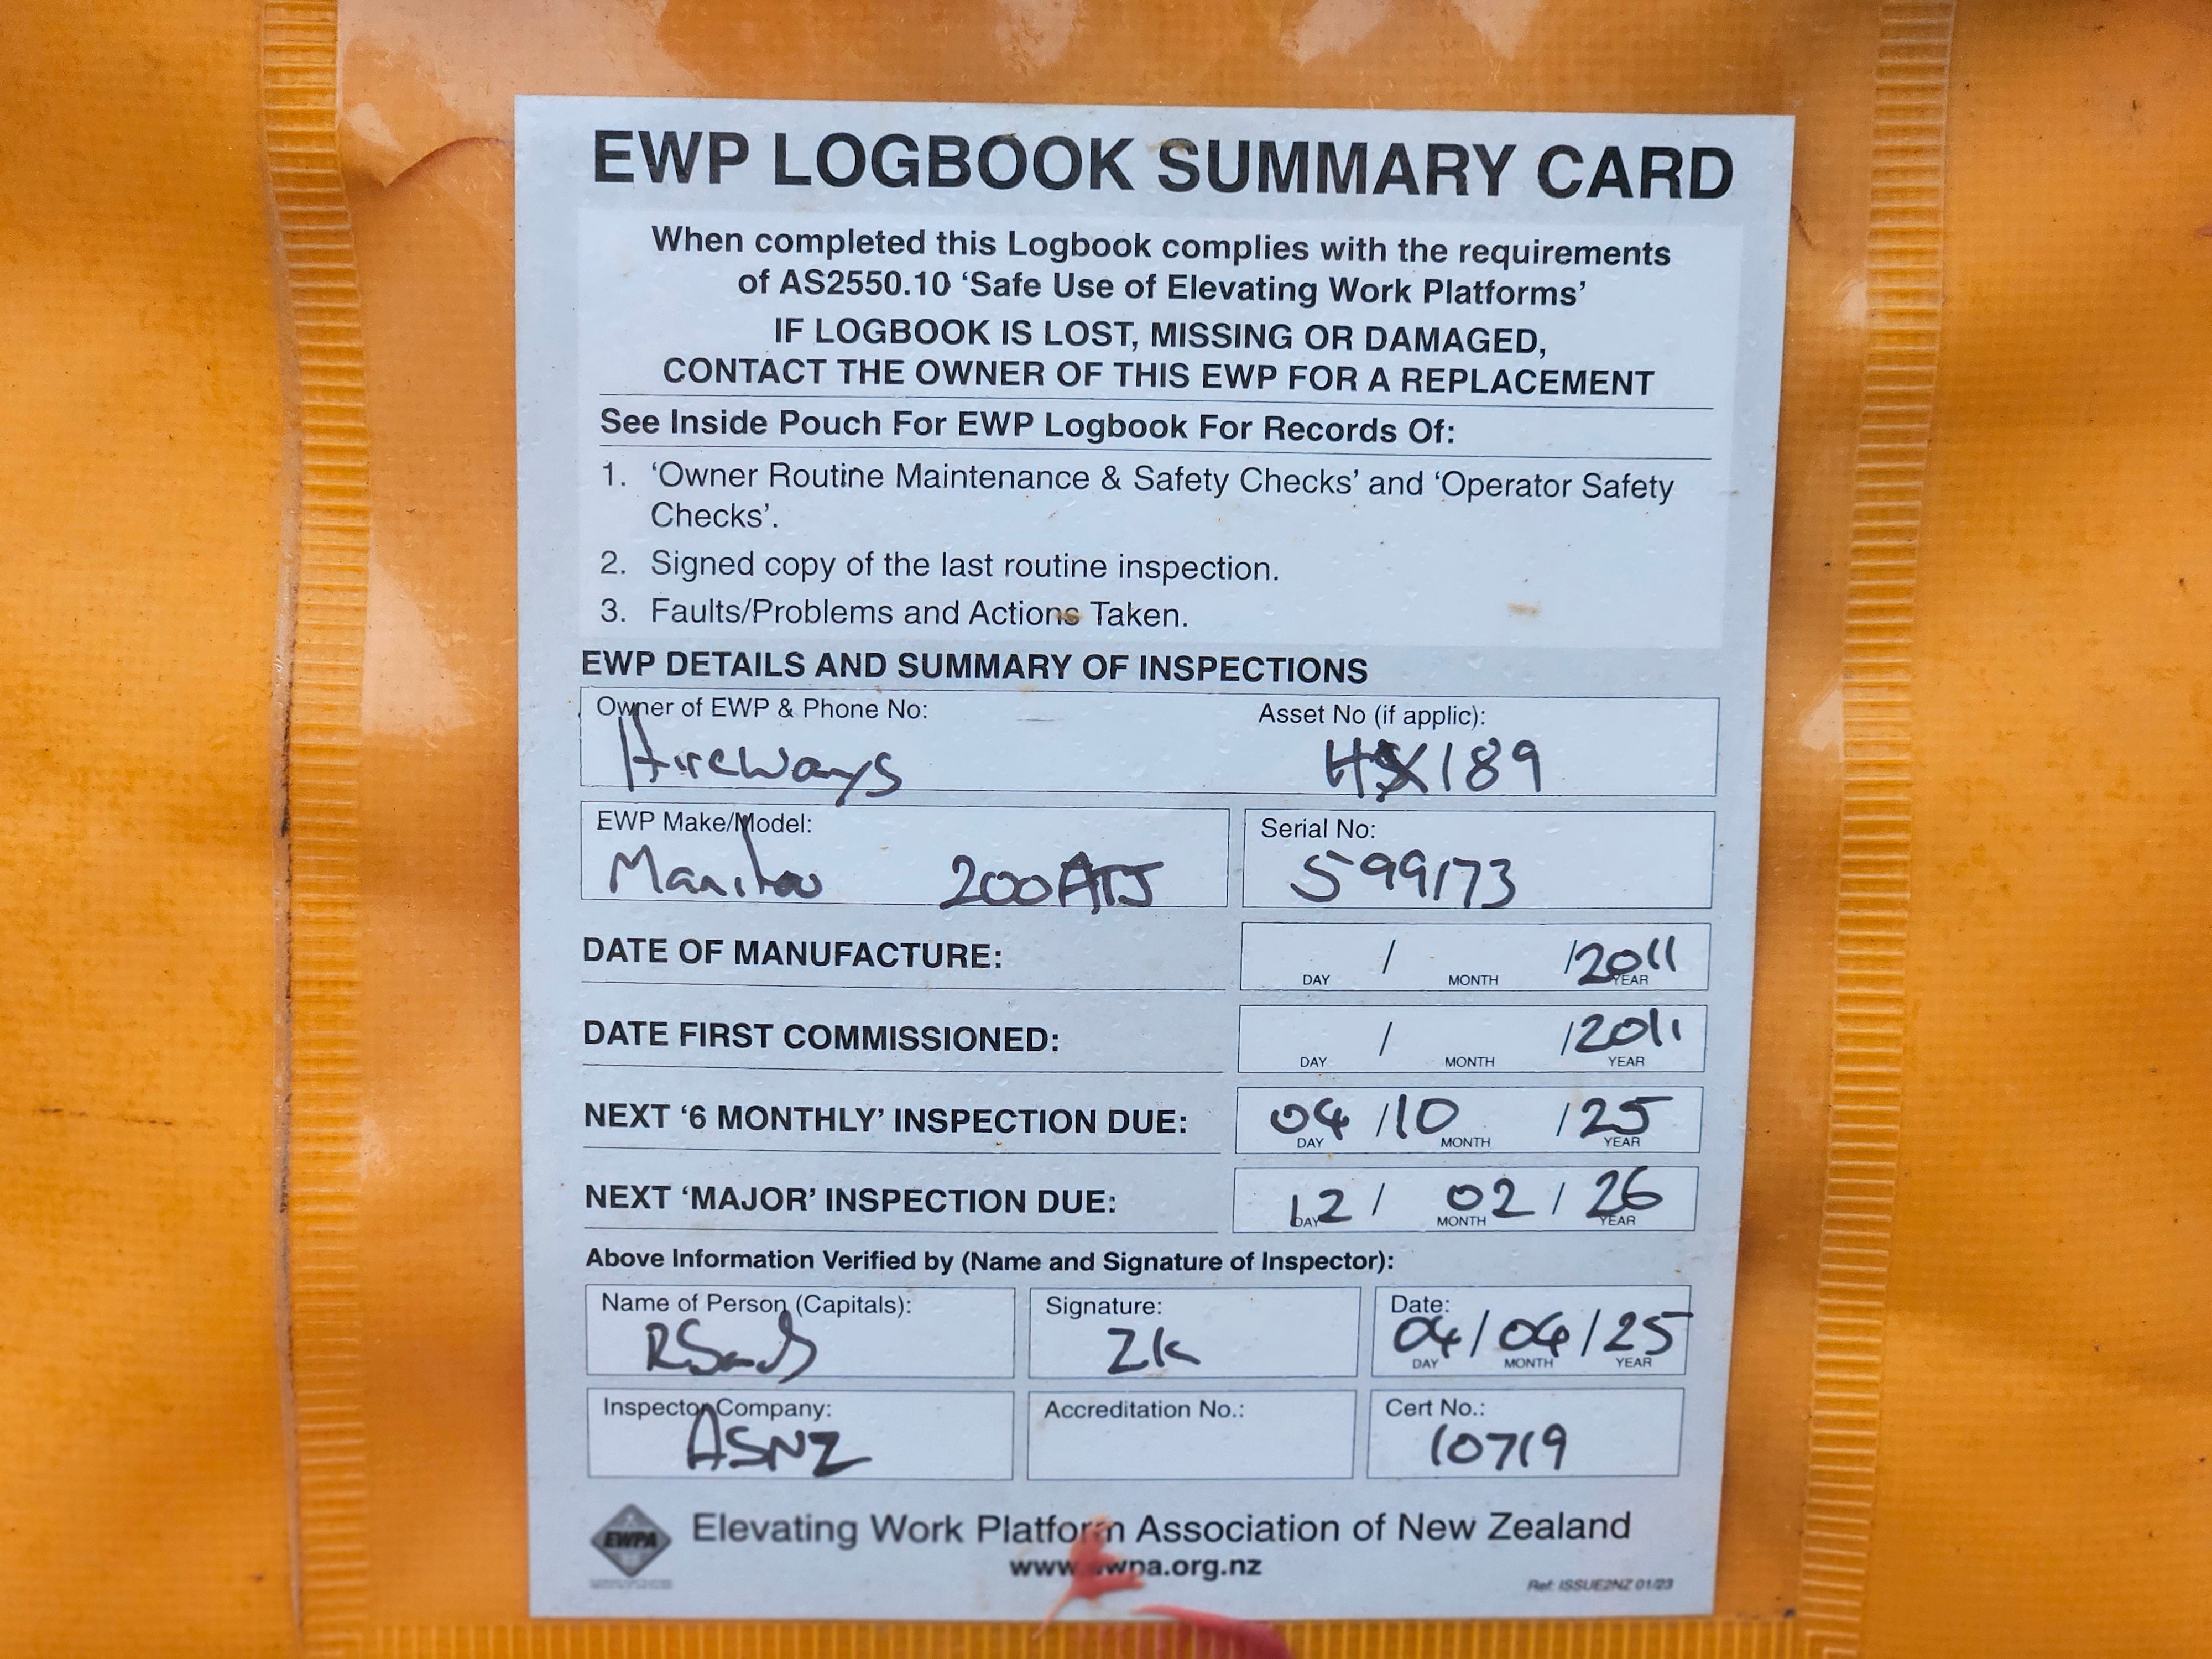 EWP LOGBOOK SUMMARY CARD
When completed this Logbook complies with the requirements
of AS2550.10 ‘Safe Use of Elevating Work Platforms’
IF LOGBOOK IS LOST, MISSING OR DAMAGED,
CONTACT THE OWNER OF THIS EWP FOR A REPLACEMENT
See Inside Pouch For EWP Logbook For Records Of:
1. ‘Owner Routine Maintenance & Safety Checks’ and ‘Operator Safety
Checks’.
2. Signed copy of the last routine inspection.
3. Faults/Problems and Actions Taken.
EWP DETAILS AND SUMMARY OF INSPECTIONS
Owner of EWP & Phone No: Asset No (if applic):
Hireways HX189
EWP Make/Model: Serial No:
Manitou 200ATJ 599173
DATE OF MANUFACTURE: / /2011
DAY MONTH YEAR
DATE FIRST COMMISSIONED: / /2011
DAY MONTH YEAR
NEXT ‘6 MONTHLY’ INSPECTION DUE: 04 /10 /25
DAY MONTH YEAR
NEXT ‘MAJOR’ INSPECTION DUE: 12 / 02 / 26
DAY MONTH YEAR
Above Information Verified by (Name and Signature of Inspector):
Name of Person (Capitals): Signature: Date:
04/04/25
DAY MONTH YEAR
Inspector Company: Accreditation No.: Cert No.:
ASNZ 10719
EWPA Elevating Work Platform Association of New Zealand
www.ewpa.org.nz
Ref: ISSUE2NZ 01/23